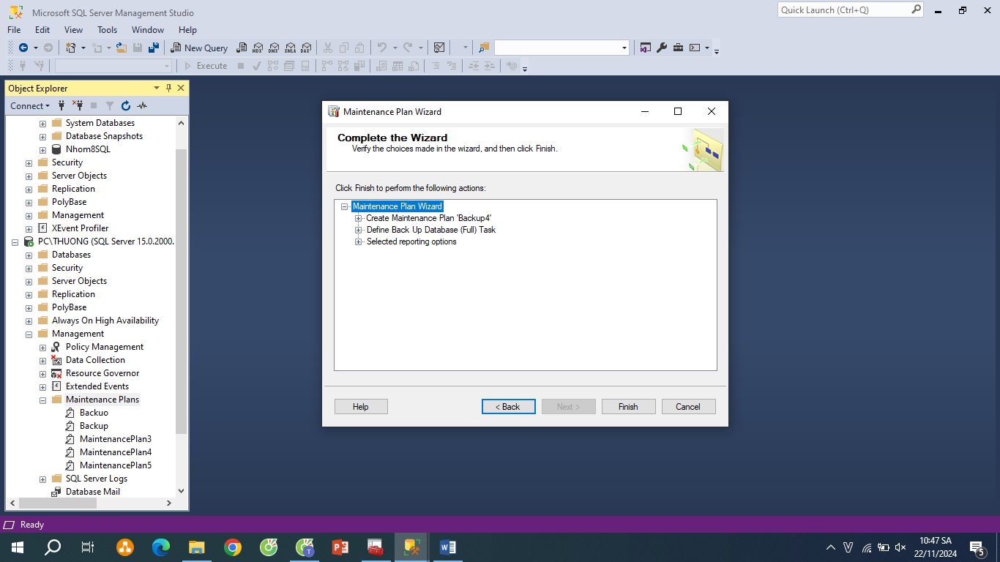 Microsoft SQL Server Management Studio
Quick Launch (Ctrl+Q)
File Edit View Tools Window Help
New Query MDX DMX XMLA DAX
Execute
Object Explorer
Connect
System Databases
Database Snapshots
Nhom8SQL
Security
Server Objects
Replication
PolyBase
Management
XEvent Profiler
PC\THUONG (SQL Server 15.0.2000.
Databases
Security
Server Objects
Replication
PolyBase
Always On High Availability
Management
Policy Management
Data Collection
Resource Governor
Extended Events
Maintenance Plans
Backuo
Backup
MaintenancePlan3
MaintenancePlan4
MaintenancePlan5
SQL Server Logs
Database Mail
Maintenance Plan Wizard
Complete the Wizard
Verify the choices made in the wizard, and then click Finish.
Click Finish to perform the following actions:
Maintenance Plan Wizard
Create Maintenance Plan 'Backup4'
Define Back Up Database (Full) Task
Selected reporting options
Help < Back Next > Finish Cancel
Ready
10:47 SA
22/11/2024
5